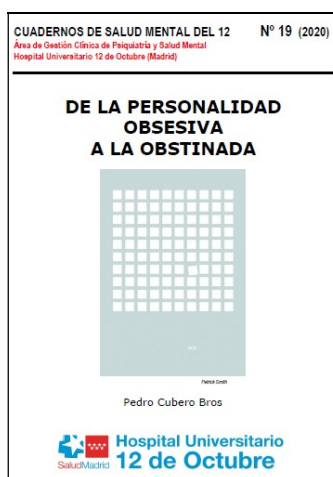 CUADERNOS DE SALUD MENTAL DEL 12 Nº 19 (2020)
Área de Gestión Clínica de Psiquiatría y Salud Mental
Hospital Universitario 12 de Octubre (Madrid)
DE LA PERSONALIDAD
OBSESIVA
A LA OBSTINADA
Patrick Smith
Pedro Cubero Bros
SaludMadrid
Hospital Universitario
12 de Octubre